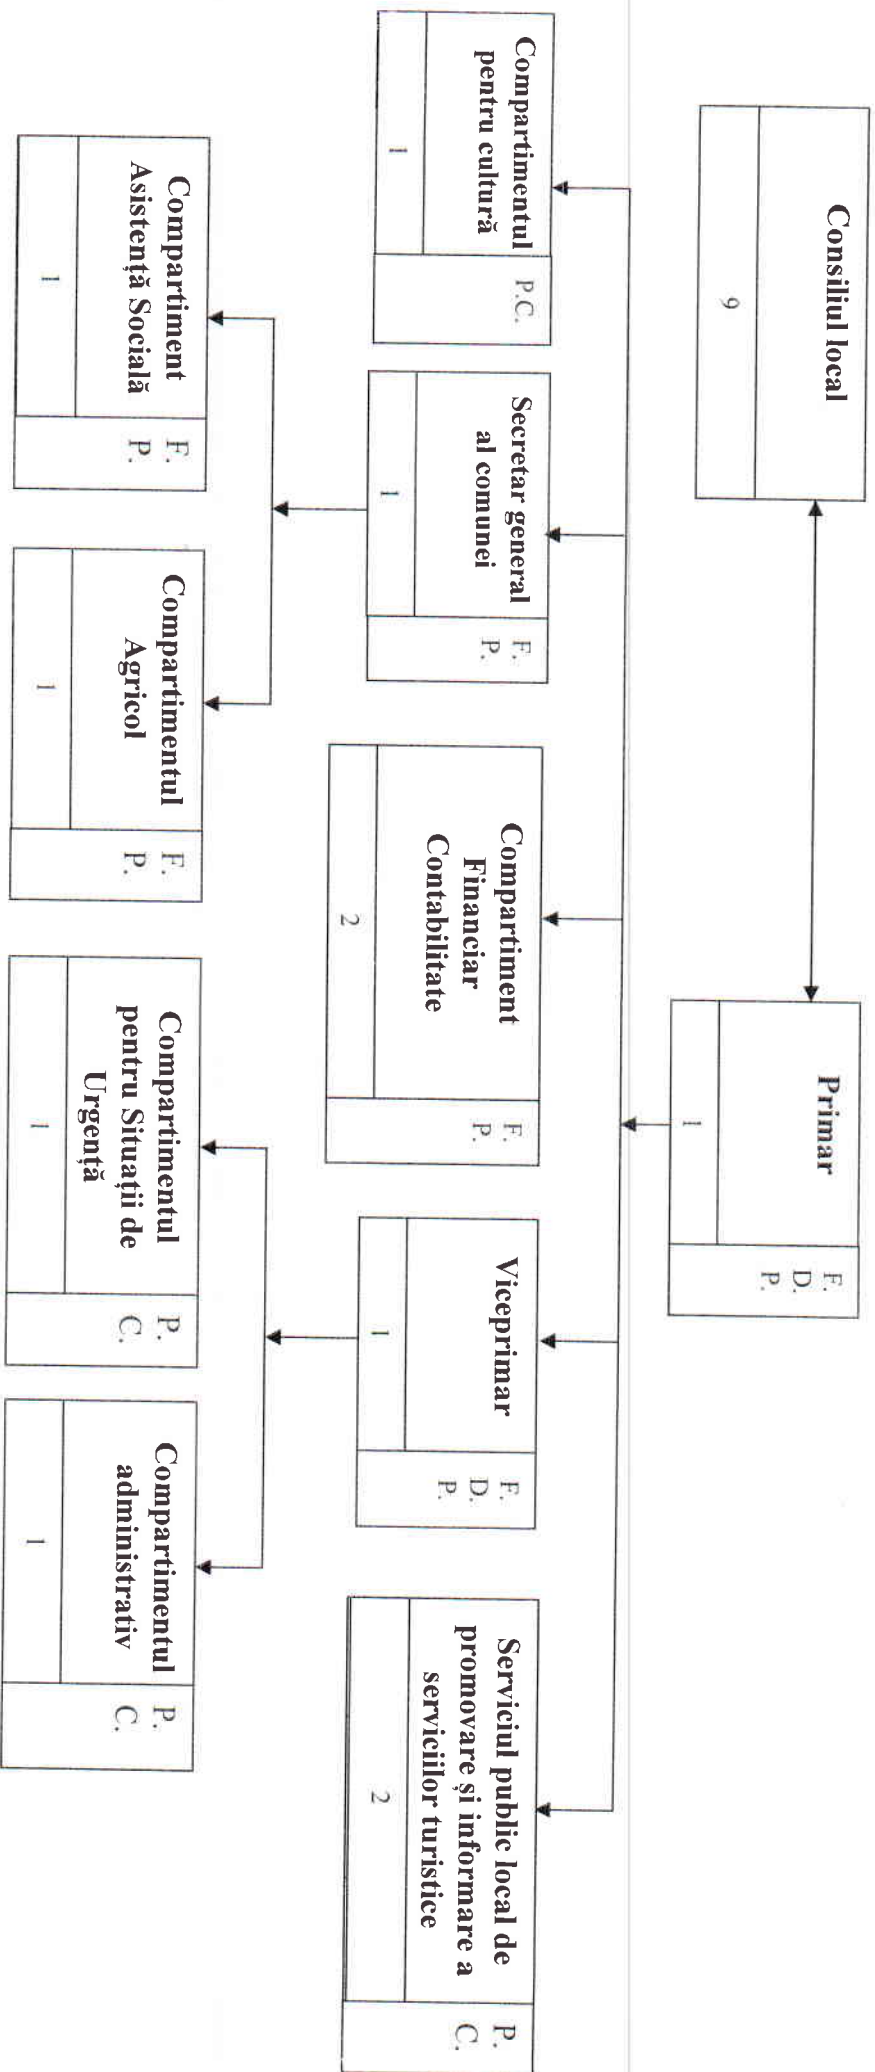 Consiliul local
9
Primar
1
F.
D.
P.
Compartimentul
pentru cultură
1
P.C.
Secretar general
al comunei
1
F.
P.
Compartiment
Financiar
Contabilitate
2
F.
P.
Viceprimar
1
F.
D.
P.
Serviciul public local de
promovare și informare a
serviciilor turistice
2
P.
C.
Compartiment
Asistență Socială
1
F.
P.
Compartimentul
Agricol
1
F.
P.
Compartimentul
pentru Situații de
Urgență
1
P.
C.
Compartimentul
administrativ
1
P.
C.